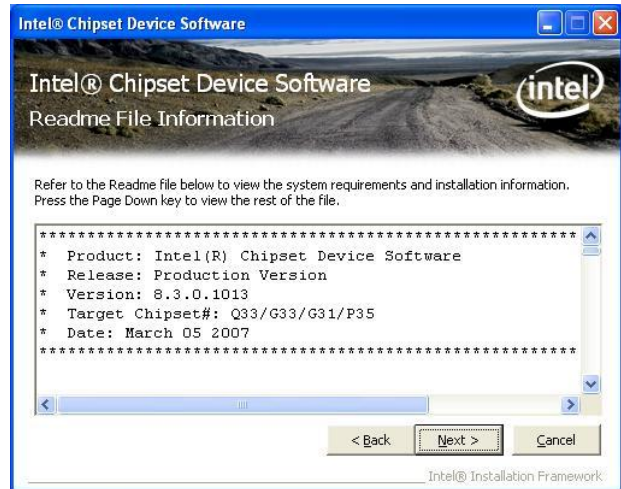 Intel® Chipset Device Software
Intel® Chipset Device Software
intel
Readme File Information
Refer to the Readme file below to view the system requirements and installation information.
Press the Page Down key to view the rest of the file.
********************************************************
* Product: Intel(R) Chipset Device Software
* Release: Production Version
* Version: 8.3.0.1013
* Target Chipset#: Q33/G33/G31/P35
* Date: March 05 2007
********************************************************
< Back Next > Cancel
Intel® Installation Framework